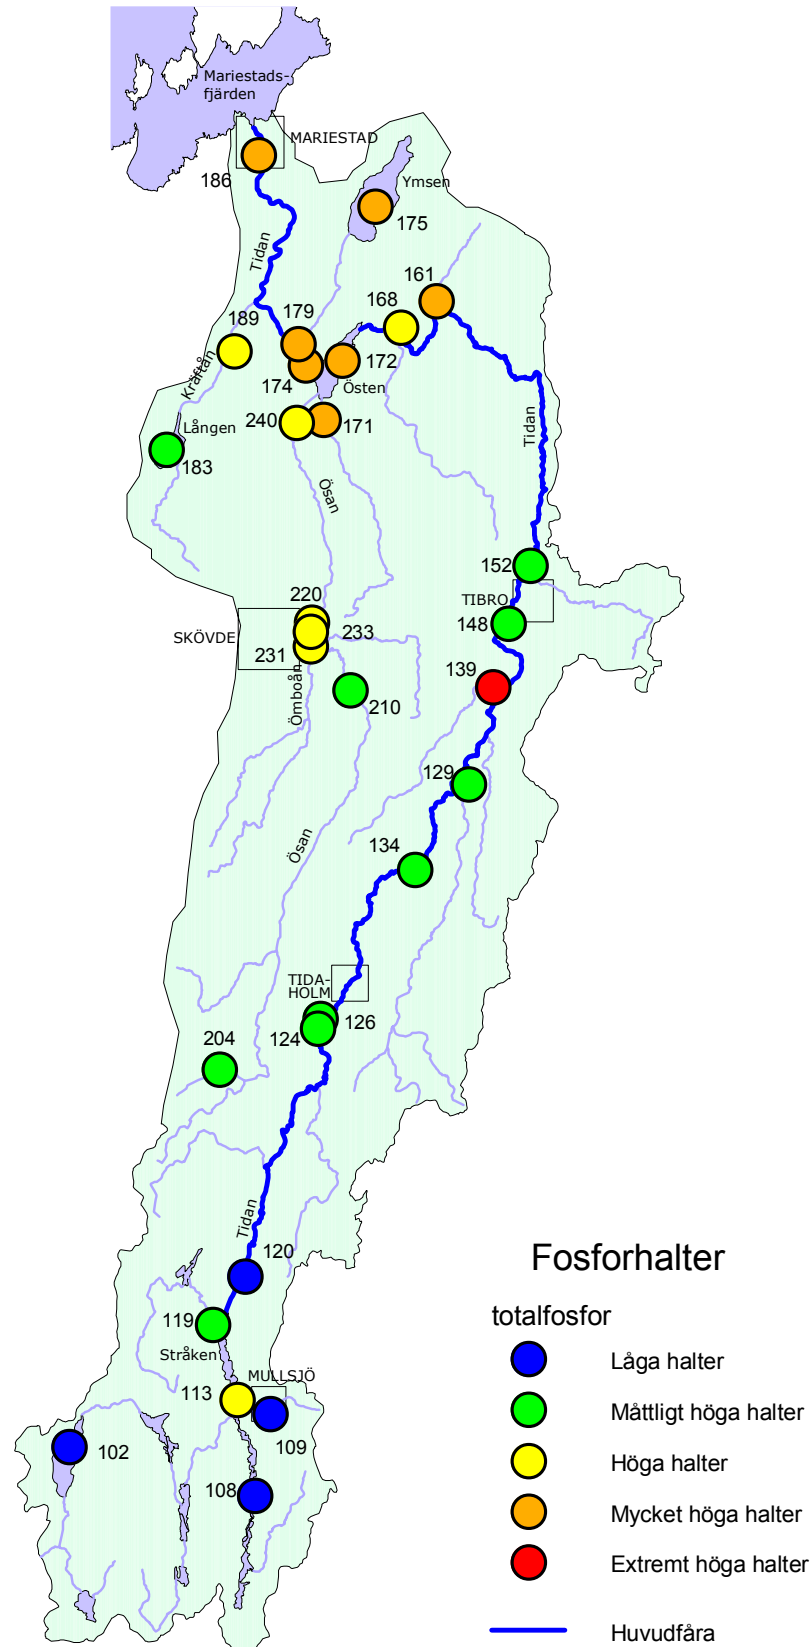 Mariestads-
fjärden
MARIESTAD
186
Ymsen
175
Tidan
161
168
179
189
172
174
Kräftån
Östen
240
171
Lången
183
Tidan
Ösan
152
220
TIBRO
233
148
SKÖVDE
231
139
Ömboån
210
129
134
Ösan
TIDA-
HOLM
126
124
204
Tidan
120
119
Stråken
MULLSJÖ
113
109
102
108
Fosforhalter
totalfosfor
Låga halter
Måttligt höga halter
Höga halter
Mycket höga halter
Extremt höga halter
Huvudfåra